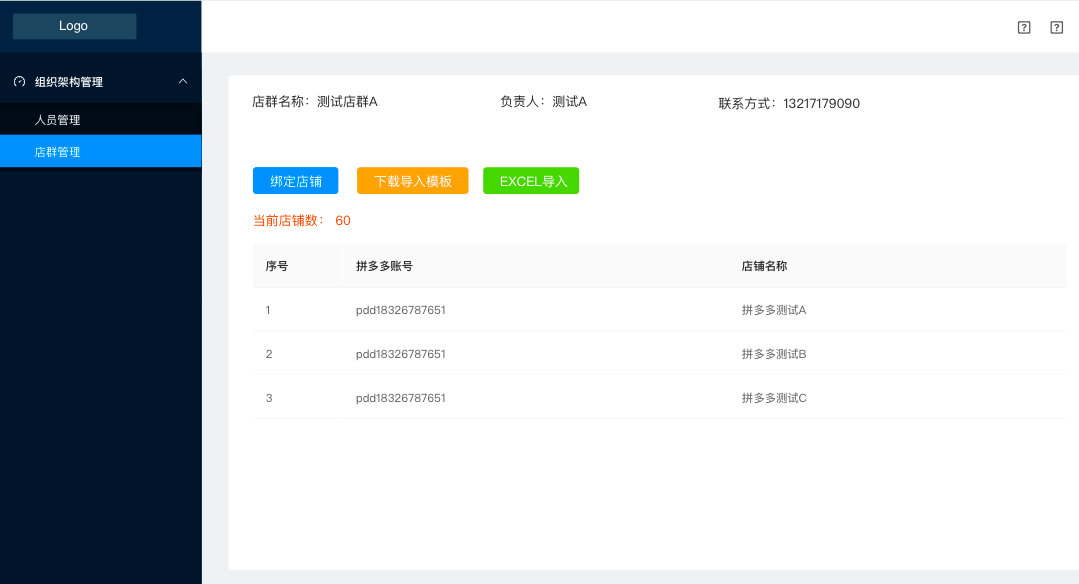 Logo
组织架构管理
人员管理
店群管理
店群名称：测试店群A
负责人：测试A
联系方式：13217179090
绑定店铺
下载导入模板
EXCEL导入
当前店铺数： 60
序号 拼多多账号 店铺名称
1 pdd18326787651 拼多多测试A
2 pdd18326787651 拼多多测试B
3 pdd18326787651 拼多多测试C